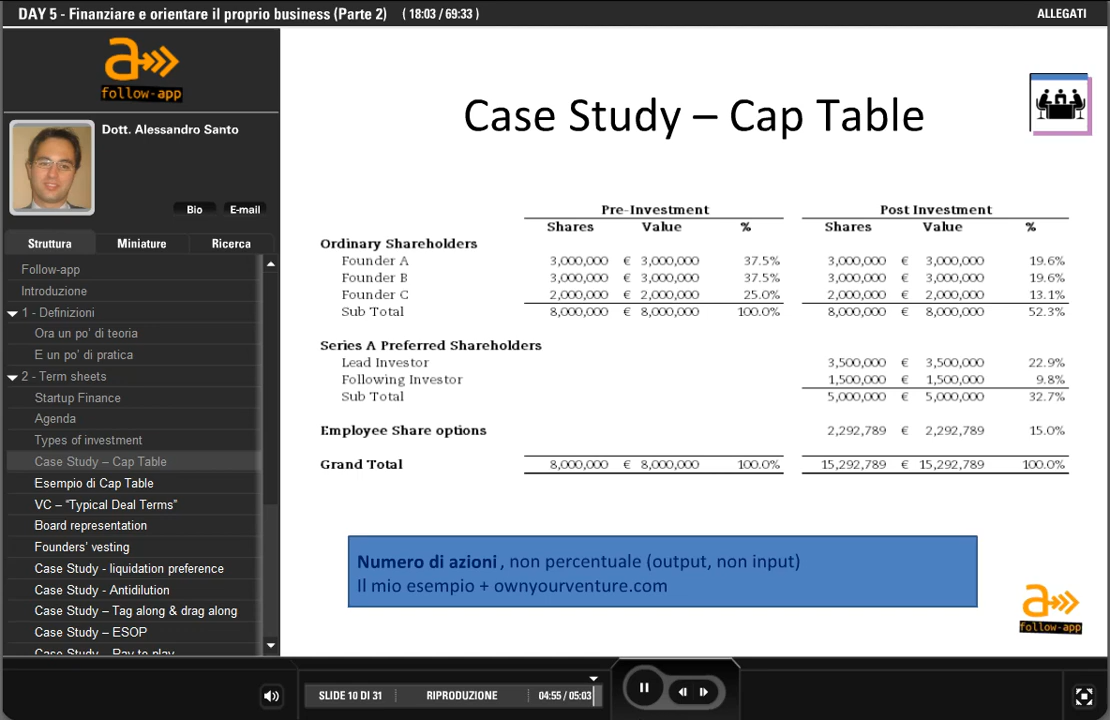 DAY 5 - Finanziare e orientare il proprio business (Parte 2) ( 18:03 / 69:33 )
ALLEGATI
follow-app
Dott. Alessandro Santo
Bio E-mail
Struttura Miniature Ricerca
Follow-app
Introduzione
1 - Definizioni
Ora un po' di teoria
E un po' di pratica
2 - Term sheets
Startup Finance
Agenda
Types of investment
Case Study – Cap Table
Esempio di Cap Table
VC – “Typical Deal Terms”
Board representation
Founders’ vesting
Case Study - liquidation preference
Case Study - Antidilution
Case Study – Tag along & drag along
Case Study – ESOP
Case Study – Pay to play
Case Study – Cap Table
Pre-Investment Post Investment
Shares Value % Shares Value %
Ordinary Shareholders
Founder A 3,000,000 € 3,000,000 37.5% 3,000,000 € 3,000,000 19.6%
Founder B 3,000,000 € 3,000,000 37.5% 3,000,000 € 3,000,000 19.6%
Founder C 2,000,000 € 2,000,000 25.0% 2,000,000 € 2,000,000 13.1%
Sub Total 8,000,000 € 8,000,000 100.0% 8,000,000 € 8,000,000 52.3%
Series A Preferred Shareholders
Lead Investor 3,500,000 € 3,500,000 22.9%
Following Investor 1,500,000 € 1,500,000 9.8%
Sub Total 5,000,000 € 5,000,000 32.7%
Employee Share options 2,292,789 € 2,292,789 15.0%
Grand Total 8,000,000 € 8,000,000 100.0% 15,292,789 € 15,292,789 100.0%
Numero di azioni, non percentuale (output, non input)
Il mio esempio + ownyourventure.com
follow-app
SLIDE 10 DI 31 RIPRODUZIONE 04:55 / 05:03